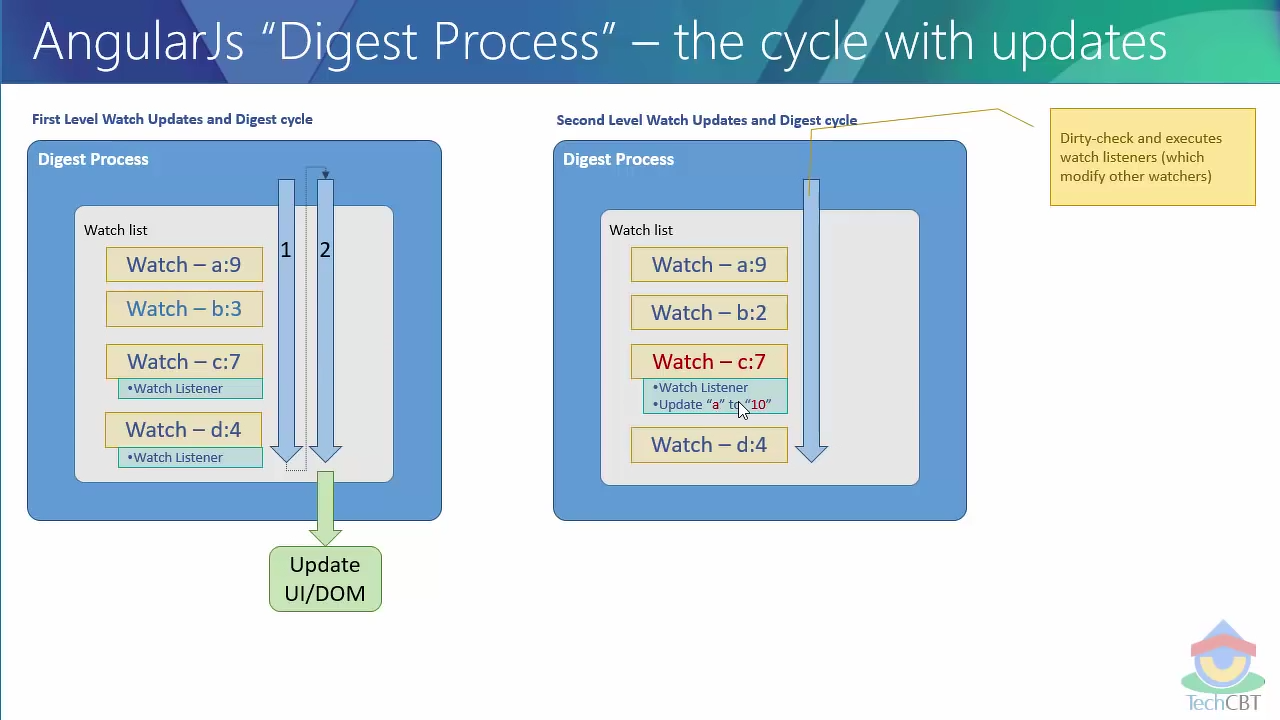 AngularJs “Digest Process” – the cycle with updates
First Level Watch Updates and Digest cycle
Digest Process
Watch list
1
2
Watch – a:9
Watch – b:3
Watch – c:7
•Watch Listener
Watch – d:4
•Watch Listener
Update
UI/DOM
Second Level Watch Updates and Digest cycle
Digest Process
Watch list
Watch – a:9
Watch – b:2
Watch – c:7
•Watch Listener
•Update “a” to “10”
Watch – d:4
Dirty-check and executes
watch listeners (which
modify other watchers)
TechCBT